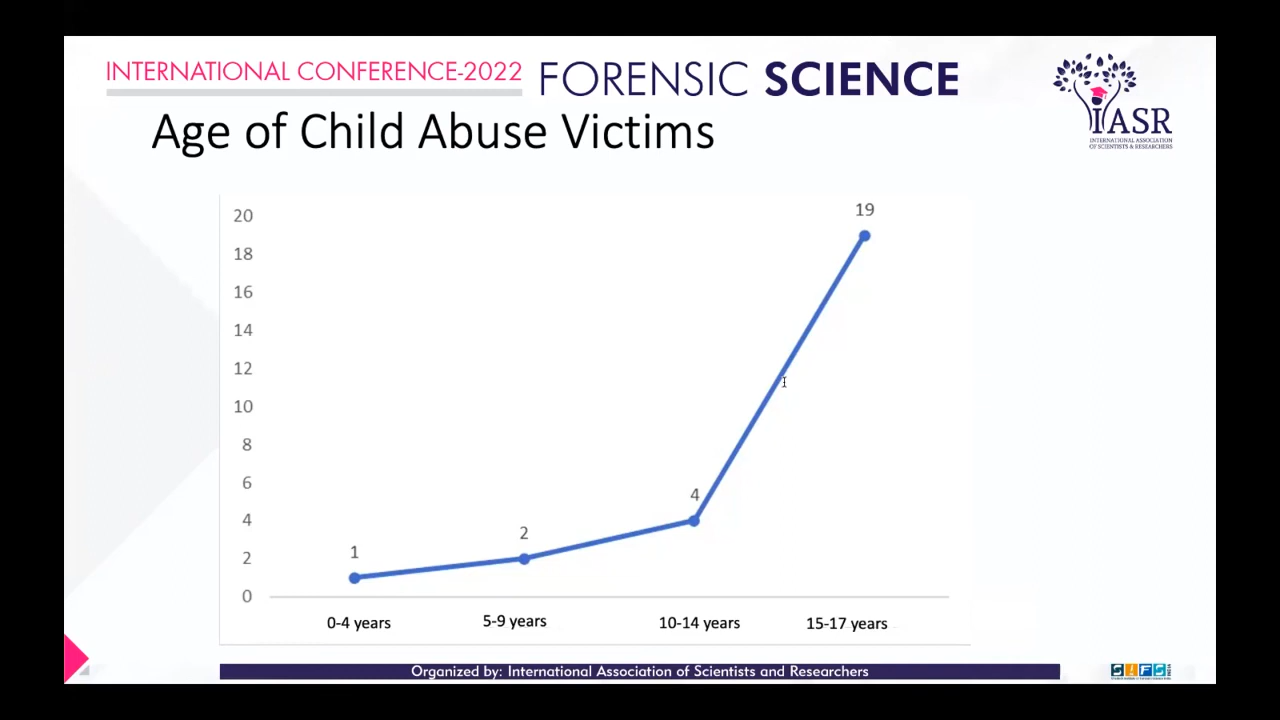 INTERNATIONAL CONFERENCE-2022 FORENSIC SCIENCE
Age of Child Abuse Victims
IASR
INTERNATIONAL ASSOCIATION
OF SCIENTISTS & RESEARCHERS
20
18
16
14
12
10
8
6
4
2
0
1
2
4
19
0-4 years
5-9 years
10-14 years
15-17 years
Organized by: International Association of Scientists and Researchers
SIFS